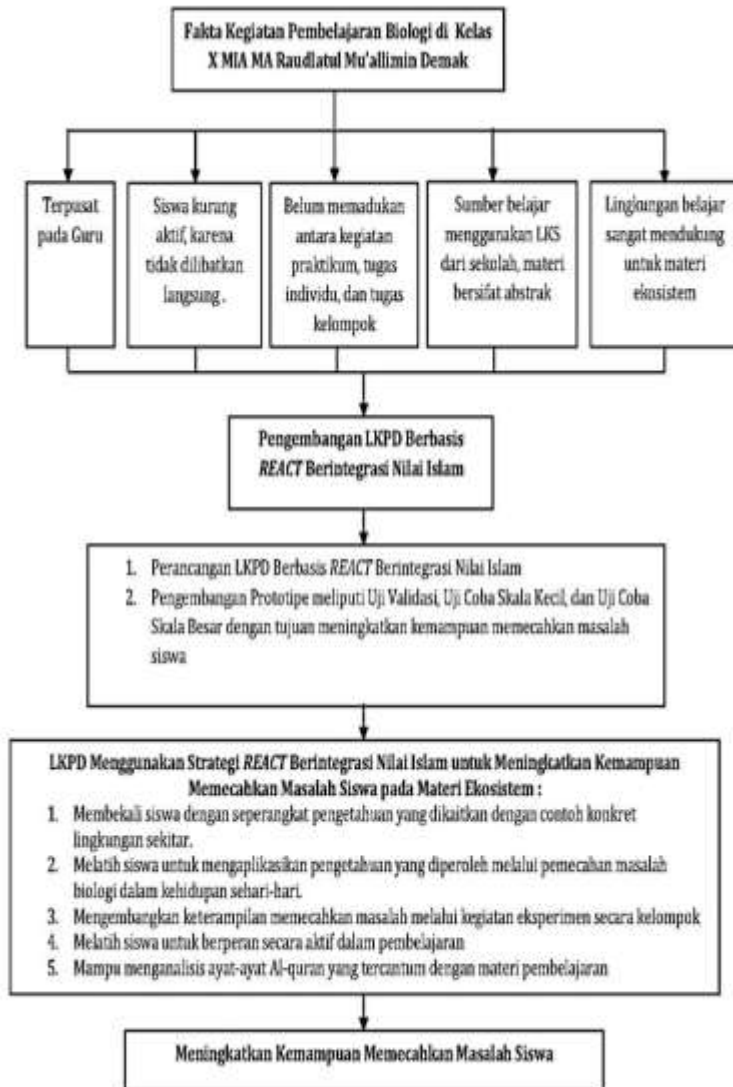 Fakta Kegiatan Pembelajaran Biologi di Kelas
X MIA MA Raudlatul Mu'allimin Demak
Terpusat
pada Guru
Siswa kurang
aktif, karena
tidak dilibatkan
langsung .
Belum memadukan
antara kegiatan
praktikum, tugas
individu, dan tugas
kelompok
Sumber belajar
menggunakan LKS
dari sekolah, materi
bersifat abstrak
Lingkungan belajar
sangat mendukung
untuk materi
ekosistem
Pengembangan LKPD Berbasis
REACT Berintegrasi Nilai Islam
1. Perancangan LKPD Berbasis REACT Berintegrasi Nilai Islam
2. Pengembangan Prototipe meliputi Uji Validasi, Uji Coba Skala Kecil, dan Uji Coba
Skala Besar dengan tujuan meningkatkan kemampuan memecahkan masalah
siswa
LKPD Menggunakan Strategi REACT Berintegrasi Nilai Islam untuk Meningkatkan Kemampuan
Memecahkan Masalah Siswa pada Materi Ekosistem :
1. Membekali siswa dengan seperangkat pengetahuan yang dikaitkan dengan contoh konkret
lingkungan sekitar.
2. Melatih siswa untuk mengaplikasikan pengetahuan yang diperoleh melalui pemecahan masalah
biologi dalam kehidupan sehari-hari.
3. Mengembangkan keterampilan memecahkan masalah melalui kegiatan eksperimen secara kelompok
4. Melatih siswa untuk berperan secara aktif dalam pembelajaran
5. Mampu menganalisis ayat-ayat Al-quran yang tercantum dengan materi pembelajaran
Meningkatkan Kemampuan Memecahkan Masalah Siswa